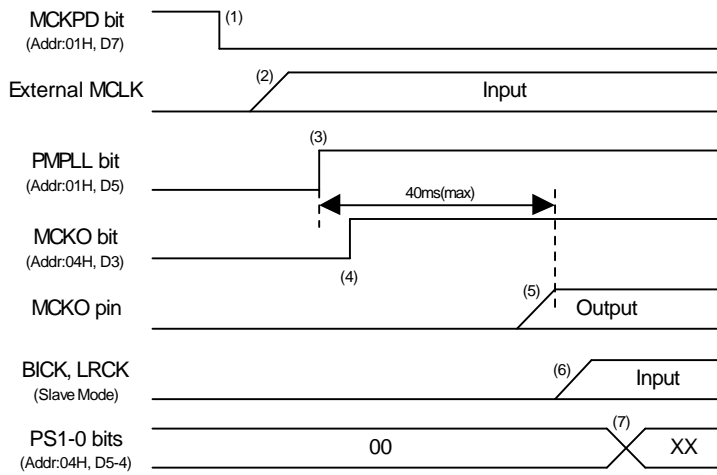 MCKPD bit
(Addr:01H, D7)
(1)
External MCLK
(2)
Input
(3)
PMPLL bit
(Addr:01H, D5)
40ms(max)
MCKO bit
(Addr:04H, D3)
(4)
MCKO pin
(5)
Output
BICK, LRCK
(Slave Mode)
(6)
Input
PS1-0 bits
(Addr:04H, D5-4)
00
(7)
XX